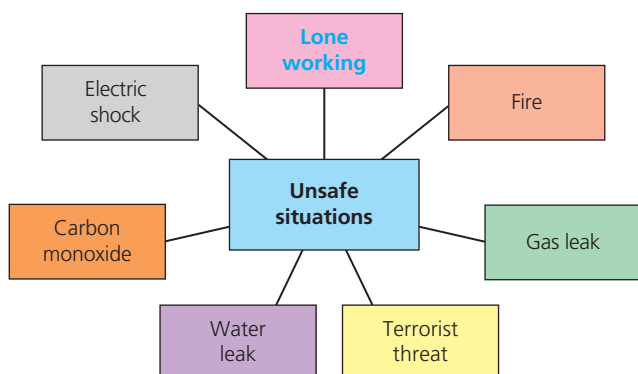 Lone
working
Electric
shock
Fire
Unsafe
situations
Carbon
monoxide
Gas leak
Water
leak
Terrorist
threat